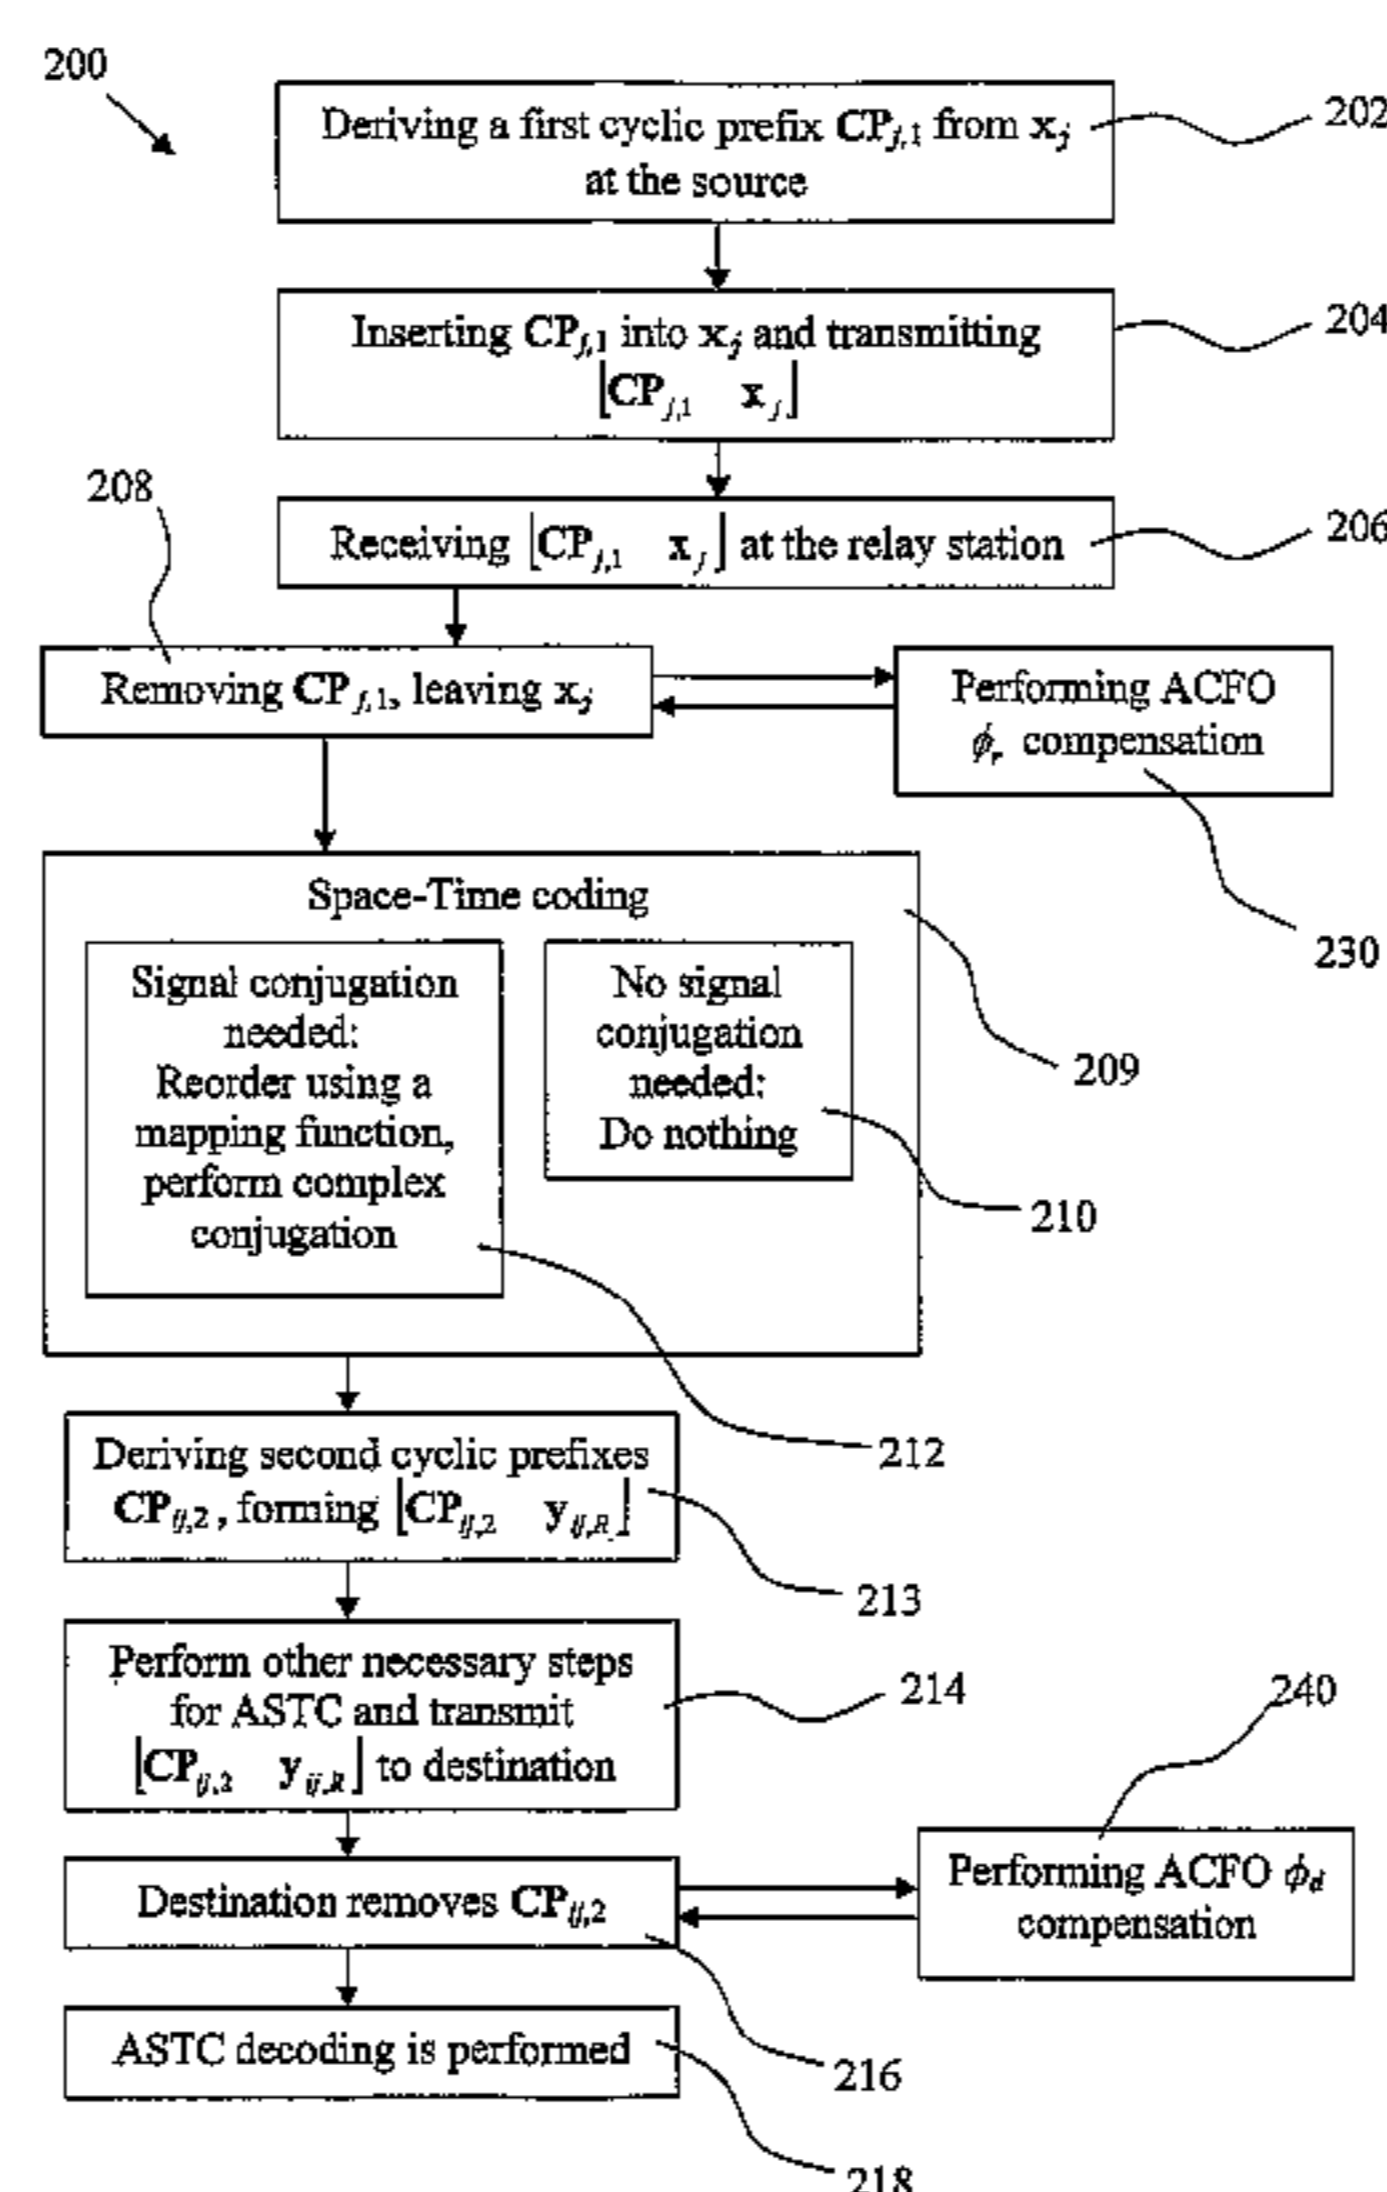 200
Deriving a first cyclic prefix CP_{j,1} from x_j
at the source
202
Inserting CP_{j,1} into x_j and transmitting
⌊CP_{j,1} x_j⌋
204
208
Receiving ⌊CP_{j,1} x_j⌋ at the relay station
206
Removing CP_{j,1}, leaving x_j
Performing ACFO
ϕ_r compensation
230
Space-Time coding
209
Signal conjugation
needed:
Reorder using a
mapping function,
perform complex
conjugation
No signal
conjugation
needed:
Do nothing
210
212
Deriving second cyclic prefixes
CP_{ij,2}, forming ⌊CP_{ij,2} y_{ij,R}⌋
213
Perform other necessary steps
for ASTC and transmit
⌊CP_{ij,2} y_{ij,R}⌋ to destination
214
240
Destination removes CP_{ij,2}
Performing ACFO ϕ_d
compensation
216
ASTC decoding is performed
218